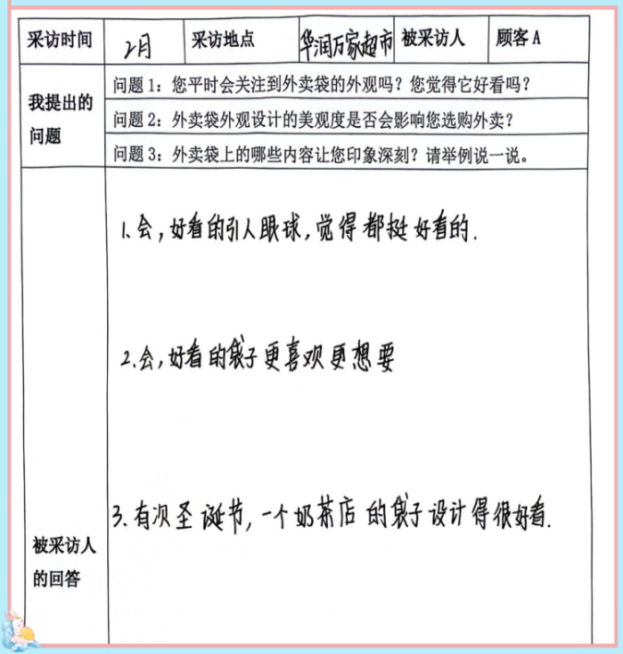 采访时间 2月 采访地点 华润万家超市 被采访人 顾客A
我提出的问题
问题1：您平时会关注到外卖袋的外观吗？您觉得它好看吗？
问题2：外卖袋外观设计的美观度是否会影响您选购外卖？
问题3：外卖袋上的哪些内容让您印象深刻？请举例说一说。
1.会,好看的引人眼球,觉得都挺好看的.
2.会,好看的袋子更喜欢更想要
3.有次圣诞节,一个奶茶店的袋子设计得很好看.
被采访人
的回答